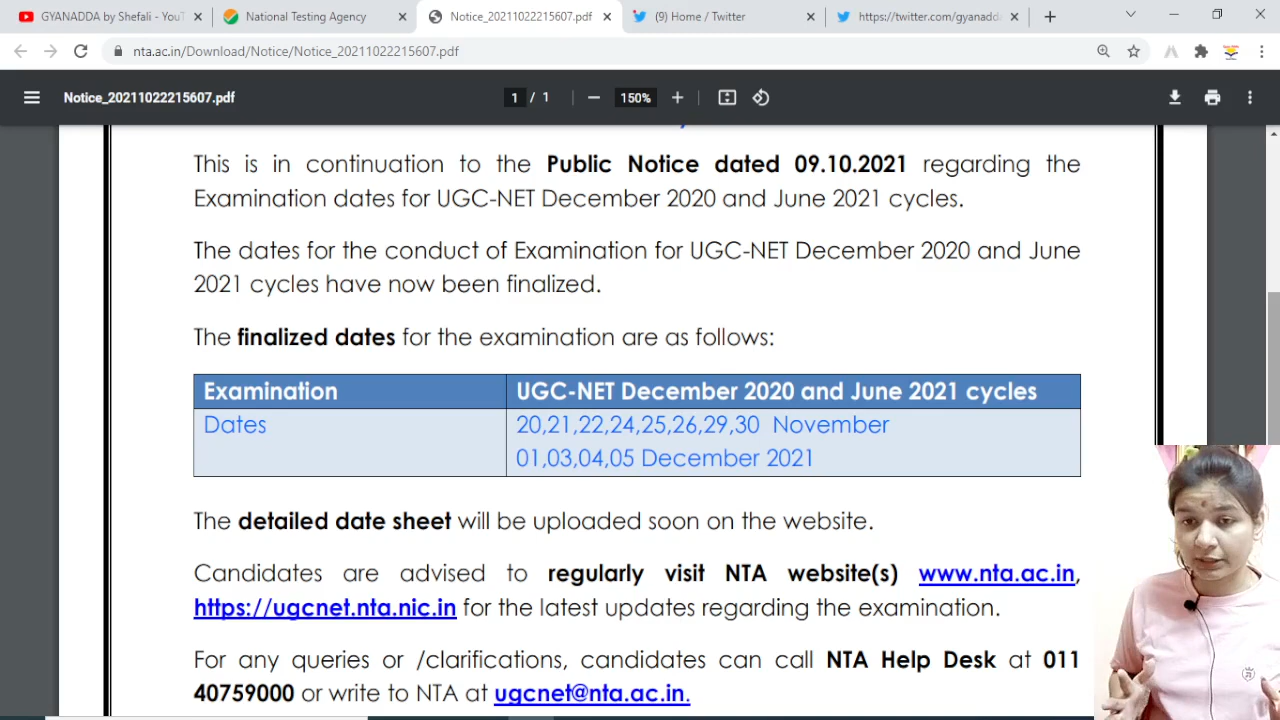 GYANADDA by Shefali - YouT
National Testing Agency
Notice_20211022215607.pdf
(9) Home / Twitter
https://twitter.com/gyanadda
nta.ac.in/Download/Notice/Notice_20211022215607.pdf
Notice_20211022215607.pdf
1 / 1
150%
This is in continuation to the Public Notice dated 09.10.2021 regarding the
Examination dates for UGC-NET December 2020 and June 2021 cycles.
The dates for the conduct of Examination for UGC-NET December 2020 and June
2021 cycles have now been finalized.
The finalized dates for the examination are as follows:
Examination UGC-NET December 2020 and June 2021 cycles
Dates 20,21,22,24,25,26,29,30 November
01,03,04,05 December 2021
The detailed date sheet will be uploaded soon on the website.
Candidates are advised to regularly visit NTA website(s) www.nta.ac.in,
https://ugcnet.nta.nic.in for the latest updates regarding the examination.
For any queries or /clarifications, candidates can call NTA Help Desk at 011
40759000 or write to NTA at ugcnet@nta.ac.in.